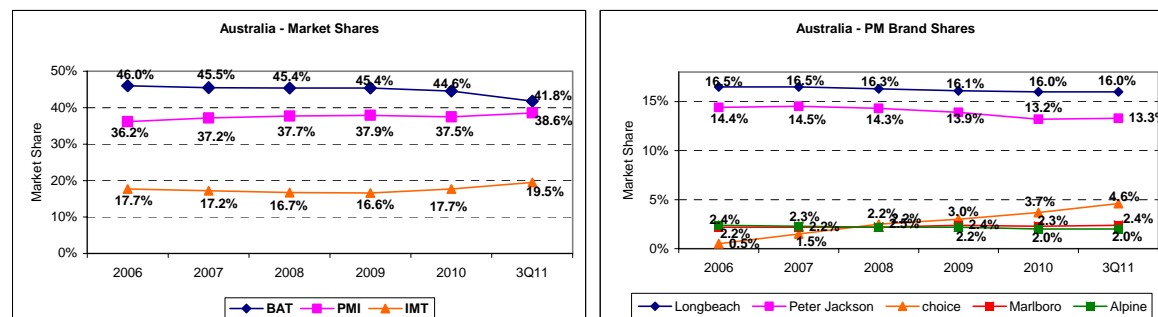 Australia - Market Shares
Market Share
50%
40%
30%
20%
10%
0%
46.0% 45.5% 45.4% 45.4% 44.6% 41.8%
36.2% 37.2% 37.7% 37.9% 37.5% 38.6%
17.7% 17.2% 16.7% 16.6% 17.7% 19.5%
2006 2007 2008 2009 2010 3Q11
BAT PMI IMT
Australia - PM Brand Shares
Market Share
15%
10%
5%
0%
16.5% 16.5% 16.3% 16.1% 16.0% 16.0%
14.4% 14.5% 14.3% 13.9% 13.2% 13.3%
2.4% 2.3% 2.2% 3.0% 3.7% 4.6%
2.2% 2.2% 2.2% 2.4% 2.3% 2.4%
0.5% 1.5% 2.5% 2.2% 2.0% 2.0%
2006 2007 2008 2009 2010 3Q11
Longbeach Peter Jackson choice Marlboro Alpine